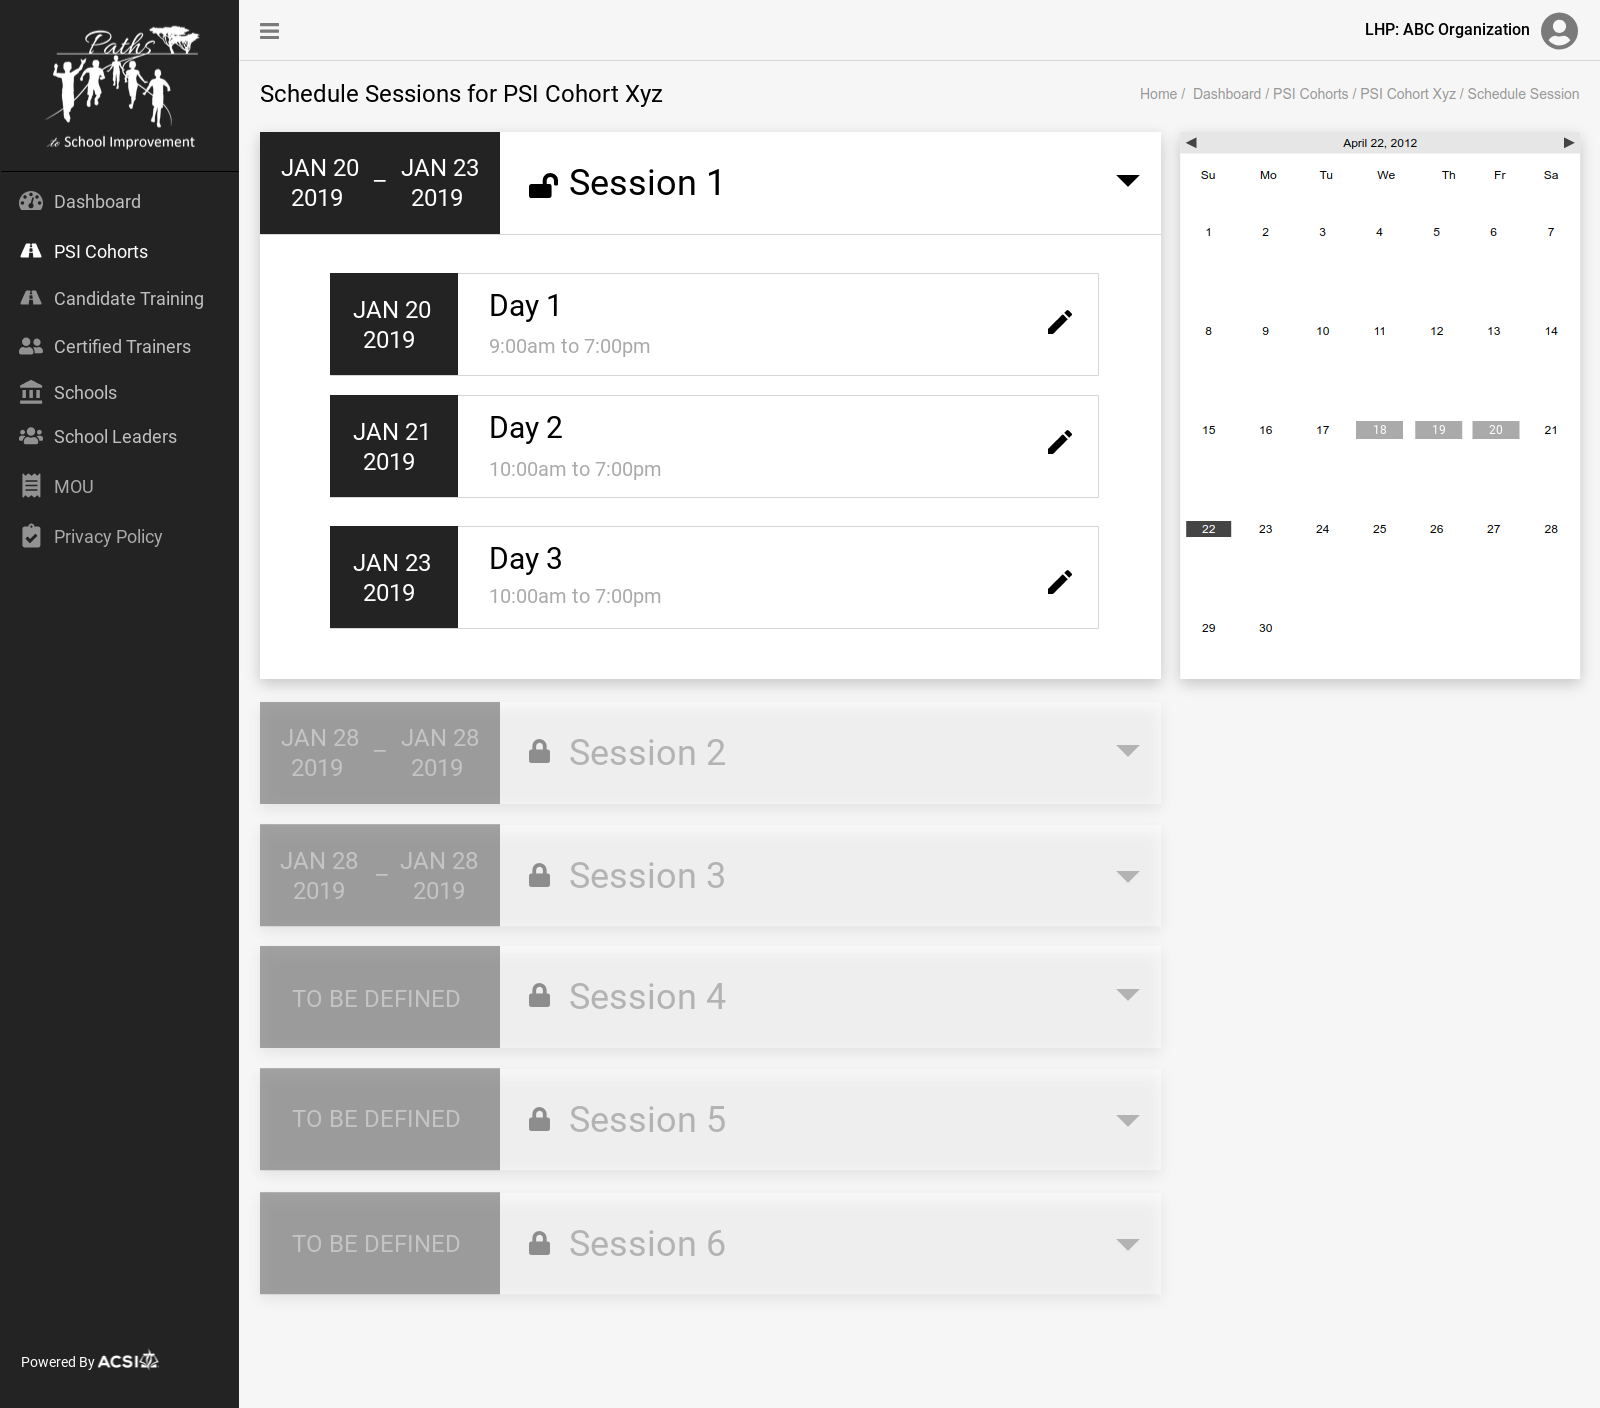 Paths
to School Improvement
Dashboard
PSI Cohorts
Candidate Training
Certified Trainers
Schools
School Leaders
MOU
Privacy Policy
Powered By ACSI
LHP: ABC Organization
Schedule Sessions for PSI Cohort Xyz
Home / Dashboard / PSI Cohorts / PSI Cohort Xyz / Schedule Session
JAN 20 – JAN 23
2019 2019
Session 1
JAN 20
2019
Day 1
9:00am to 7:00pm
JAN 21
2019
Day 2
10:00am to 7:00pm
JAN 23
2019
Day 3
10:00am to 7:00pm
JAN 28 – JAN 28
2019 2019
Session 2
JAN 28 – JAN 28
2019 2019
Session 3
TO BE DEFINED
Session 4
TO BE DEFINED
Session 5
TO BE DEFINED
Session 6
April 22, 2012
Su Mo Tu We Th Fr Sa
1 2 3 4 5 6 7
8 9 10 11 12 13 14
15 16 17 18 19 20 21
22 23 24 25 26 27 28
29 30